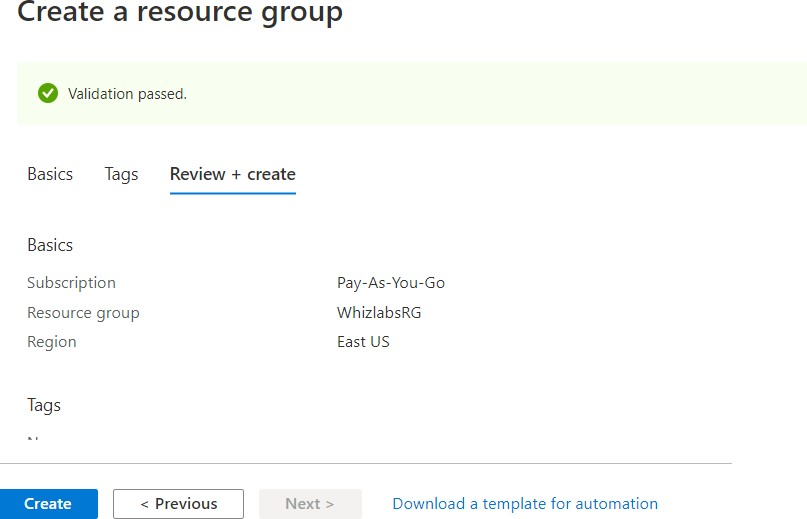 Create a resource group
Validation passed.
Basics Tags Review + create
Basics
Subscription Pay-As-You-Go
Resource group WhizlabsRG
Region East US
Tags
Create < Previous Next > Download a template for automation